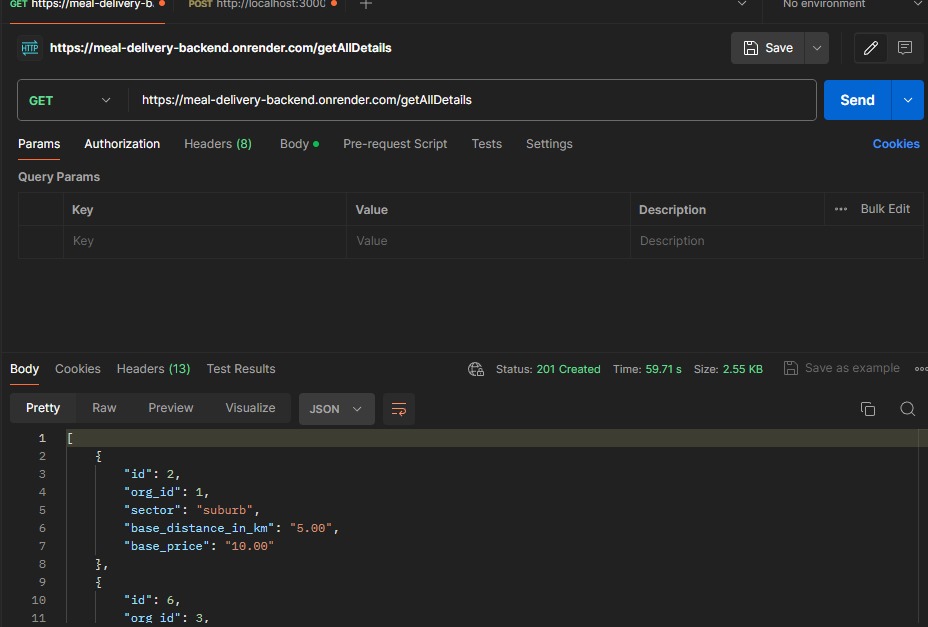 GET https://meal-delivery-b. POST http://localhost:3000 + No environment
HTTP https://meal-delivery-backend.onrender.com/getAllDetails Save
GET https://meal-delivery-backend.onrender.com/getAllDetails Send
Params Authorization Headers (8) Body Pre-request Script Tests Settings Cookies
Query Params
Key Value Description ••• Bulk Edit
Key Value Description
Body Cookies Headers (13) Test Results Status: 201 Created Time: 59.71 s Size: 2.55 KB Save as example
Pretty Raw Preview Visualize JSON
1 [
2 {
3 "id": 2,
4 "org_id": 1,
5 "sector": "suburb",
6 "base_distance_in_km": "5.00",
7 "base_price": "10.00"
8 },
9 {
10 "id": 6,
11 "org_id": 3,